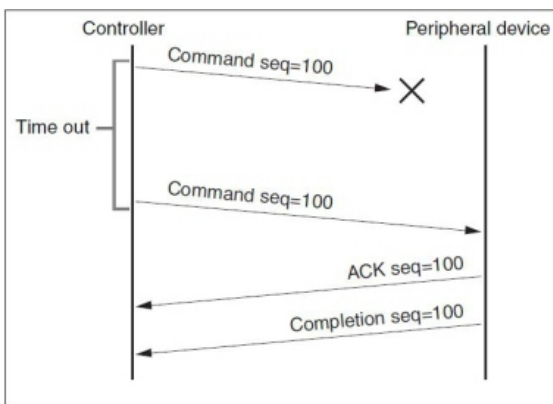 Controller
Peripheral device
Command seq=100
Time out
Command seq=100
ACK seq=100
Completion seq=100